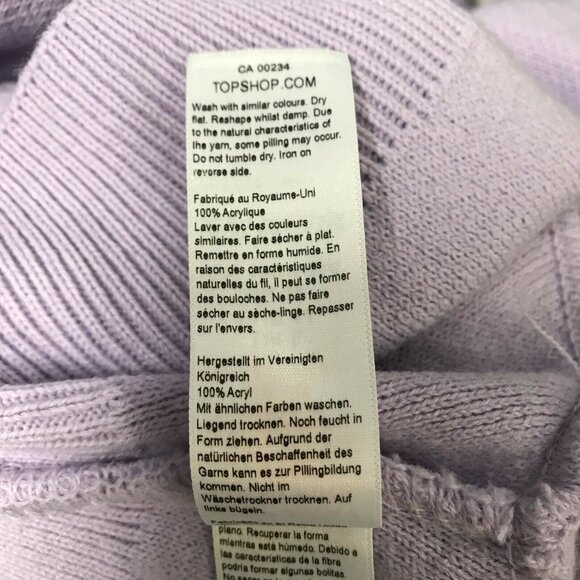 CA 00234
TOPSHOP.COM
Wash with similar colours. Dry
flat. Reshape whilst damp. Due
to the natural characteristics of
the yarn, some pilling may occur.
Do not tumble dry. Iron on
reverse side.
Fabriqué au Royaume-Uni
100% Acrylique
Laver avec des couleurs
similaires. Faire sécher à plat.
Remettre en forme humide. En
raison des caractéristiques
naturelles du fil, il peut se former
des bouloches. Ne pas faire
sécher au sèche-linge. Repasser
sur l'envers.
Hergestellt im Vereinigten
Königreich
100% Acryl
Mit ähnlichen Farben waschen.
Liegend trocknen. Noch feucht in
Form ziehen. Aufgrund der
natürlichen Beschaffenheit des
Garns kann es zur Pillingbildung
kommen. Nicht im
Wäschetrockner trocknen. Auf
links bügeln.
plano. Recuperar la forma
mientras está húmedo. Debido a
las características de la fibra
podría formar algunas bolitas.